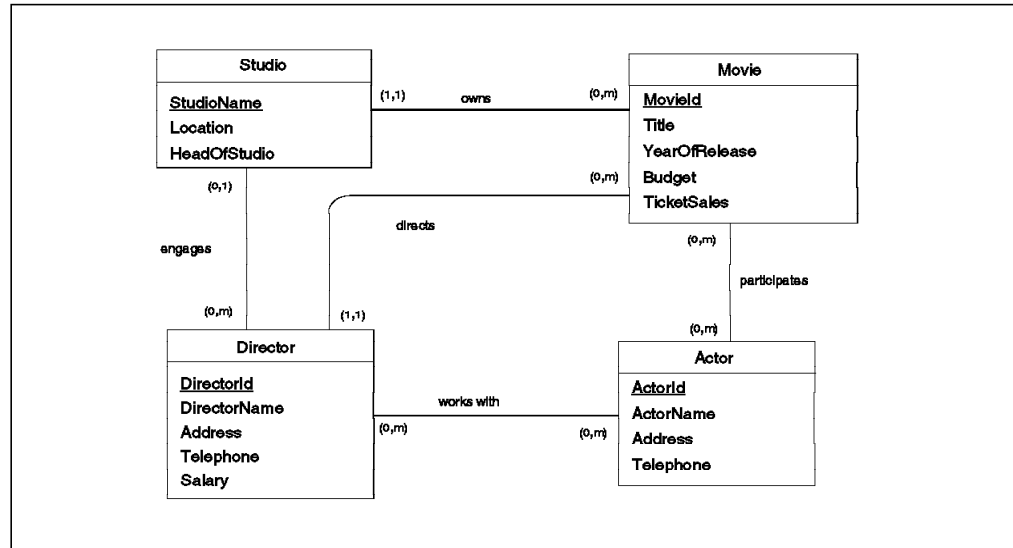 Studio
StudioName
Location
HeadOfStudio
(1,1)
owns
(0,m)
Movie
MovieId
Title
YearOfRelease
Budget
TicketSales
(0,1)
engages
(0,m)
(0,m)
directs
(1,1)
(0,m)
participates
(0,m)
Director
DirectorId
DirectorName
Address
Telephone
Salary
works with
(0,m)
(0,m)
Actor
ActorId
ActorName
Address
Telephone